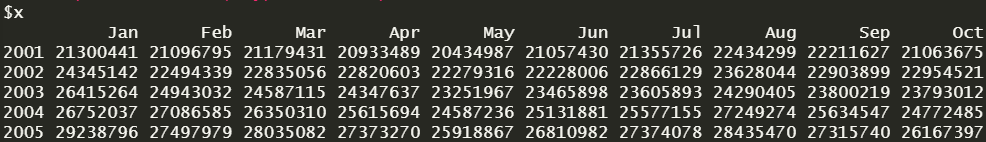 $x
Jan Feb Mar Apr May Jun Jul Aug Sep Oct
2001 21300441 21096795 21179431 20933489 20434987 21057430 21355726 22434299 22211627 21063675
2002 24345142 22494339 22835056 22820603 22279316 22228006 22866129 23628044 22903899 22954521
2003 26415264 24943032 24587115 24347637 23251967 23465898 23605893 24290405 23800219 23793012
2004 26752037 27086585 26350310 25615694 24587236 25131881 25577155 27249274 25634547 24772485
2005 29238796 27497979 28035082 27373270 25918867 26810982 27374078 28435470 27315740 26167397